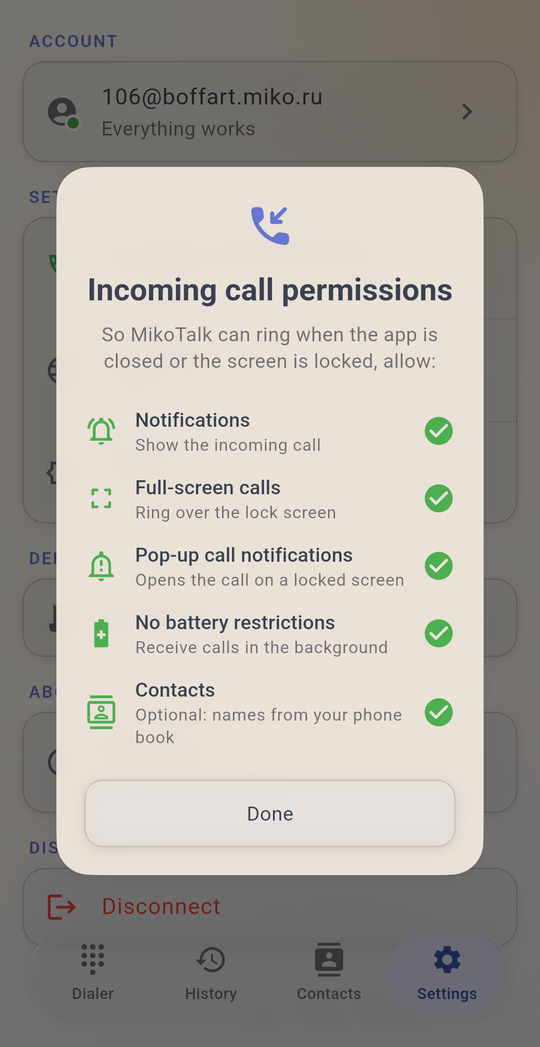 ACCOUNT
106@boffart.miko.ru
Everything works
Incoming call permissions
So MikoTalk can ring when the app is
closed or the screen is locked, allow:
Notifications
Show the incoming call
Full-screen calls
Ring over the lock screen
Pop-up call notifications
Opens the call on a locked screen
No battery restrictions
Receive calls in the background
Contacts
Optional: names from your phone
book
Done
Disconnect
Dialer
History
Contacts
Settings